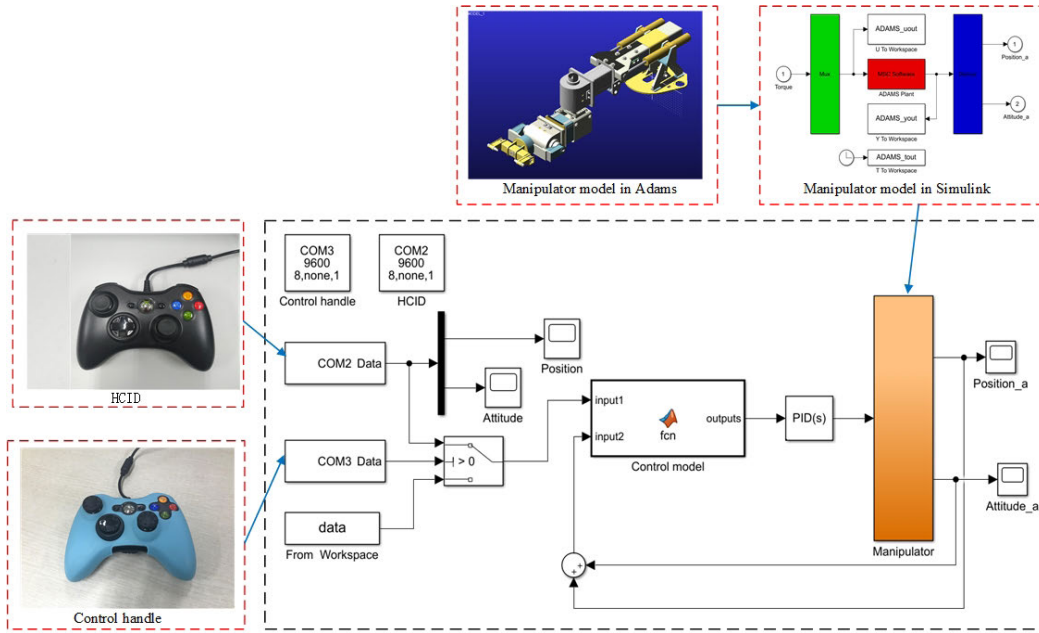 Manipulator model in Adams
ADAMS_uout
U To Workspace
1
Torque
Mux
ADAMS Plant
1
Position_a
2
Attitude_a
ADAMS_yout
Y To Workspace
ADAMS_tout
T To Workspace
Manipulator model in Simulink
HCID
Control handle
COM3
9600
8,none,1
Control handle
COM2
9600
8,none,1
HCID
COM2 Data
Position
Attitude
COM3 Data
> 0
data
From Workspace
input1
input2
fcn
outputs
Control model
PID(s)
Manipulator
Position_a
Attitude_a
+
+